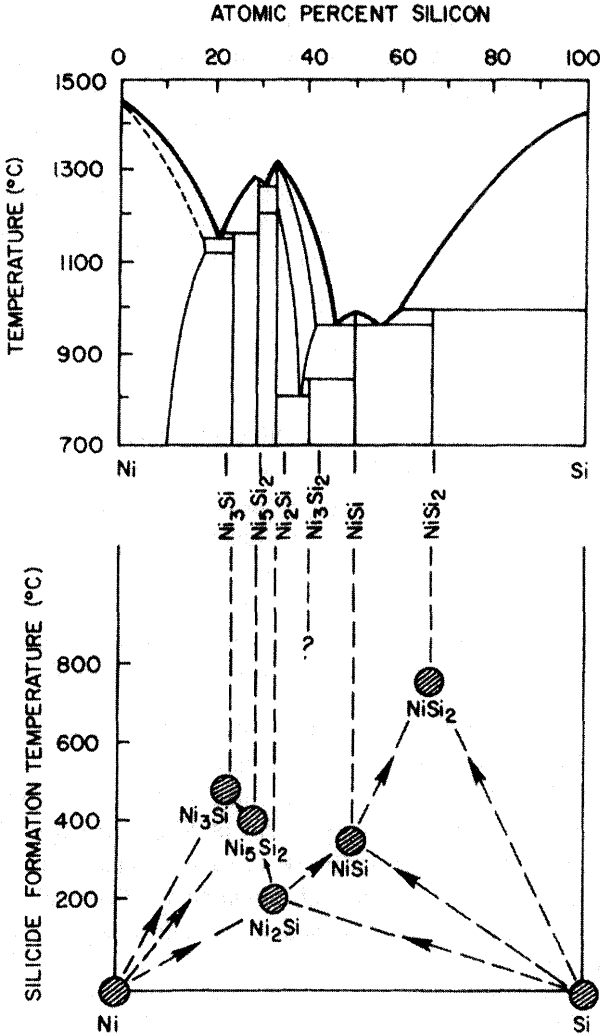 ATOMIC PERCENT SILICON
0 20 40 60 80 100
1500
1300
1100
900
700
TEMPERATURE (°C)
Ni
Si
Ni3Si
Ni5Si2
Ni2Si
Ni3Si2
NiSi
NiSi2
?
SILICIDE FORMATION TEMPERATURE (°C)
800
600
400
200
NiSi2
Ni3Si
Ni5Si2
NiSi
Ni2Si
Ni
Si